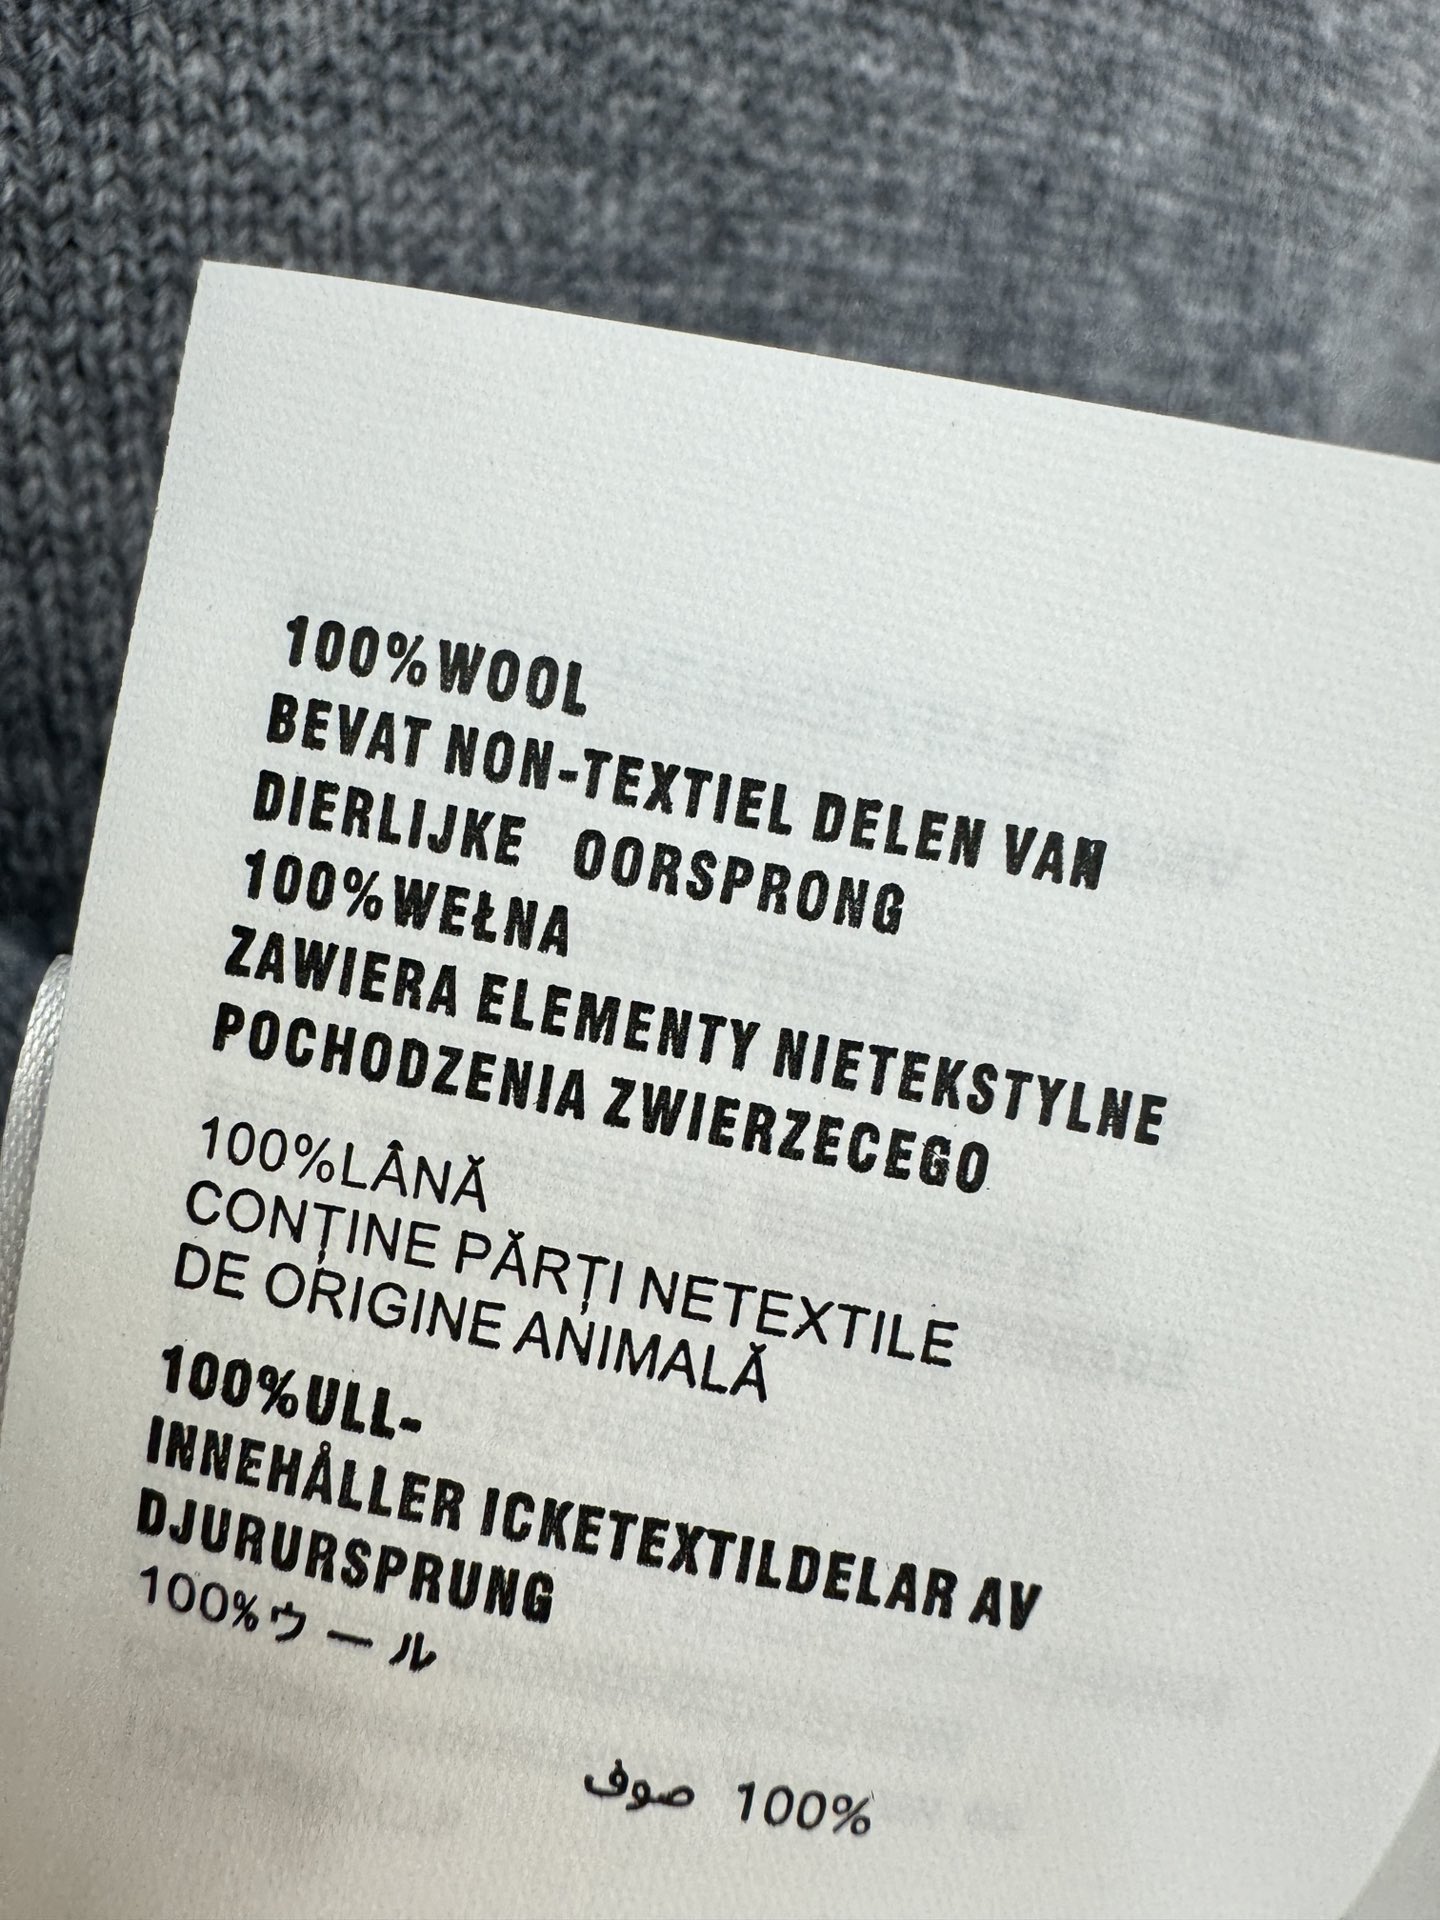 100%WOOL
BEVAT NON-TEXTIEL DELEN VAN
DIERLIJKE OORSPRONG
100%WEŁNA
ZAWIERA ELEMENTY NIETEKSTYLNE
POCHODZENIA ZWIERZECEGO
100%LÂNĂ
CONȚINE PĂRȚI NETEXTILE
DE ORIGINE ANIMALĂ
100%ULL-
INNEHÅLLER ICKETEXTILDELAR AV
DJURURSPRUNG
100%ウール
صوف 100%